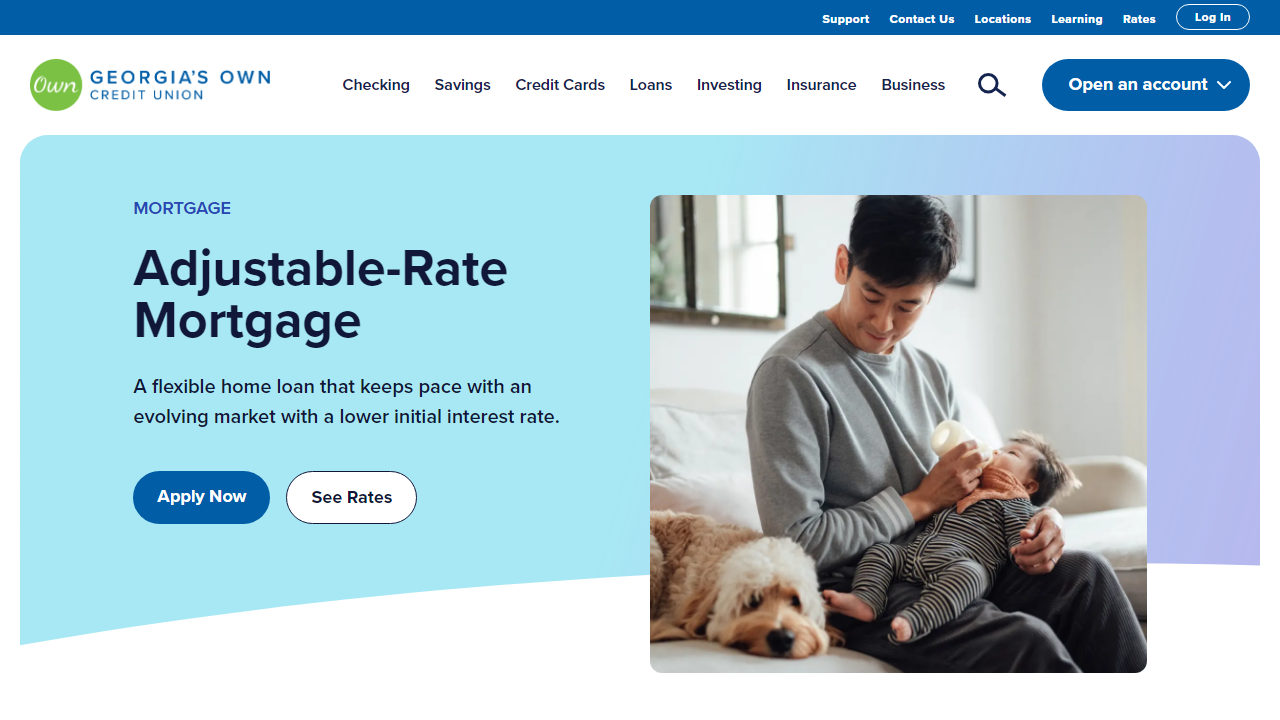 Support Contact Us Locations Learning Rates Log In
Own GEORGIA'S OWN
CREDIT UNION
Checking Savings Credit Cards Loans Investing Insurance Business Open an account
MORTGAGE
Adjustable-Rate
Mortgage
A flexible home loan that keeps pace with an
evolving market with a lower initial interest rate.
Apply Now See Rates